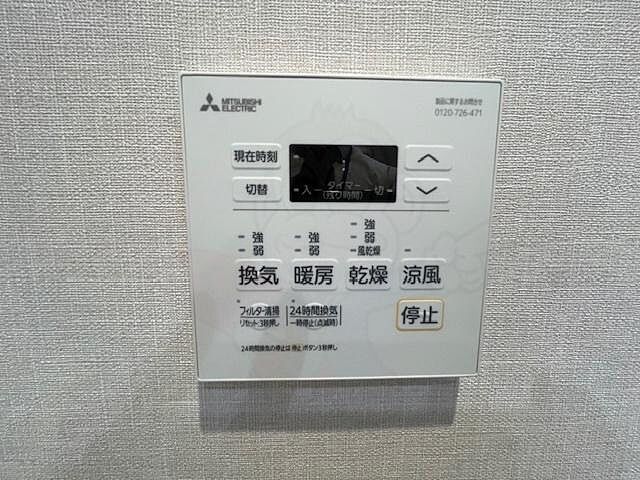 MITSUBISHI
ELECTRIC
製品に関するお問合せ
0120-726-471
現在時刻
切替
タイマー
入 切
(残り時間)
強 強 強
弱 弱 弱
風乾燥
換気 暖房 乾燥 涼風
フィルター清掃 24時間換気
リセット:3秒押し 一時停止(点滅時)
停止
24時間換気の停止は 停止 ボタン3秒押し